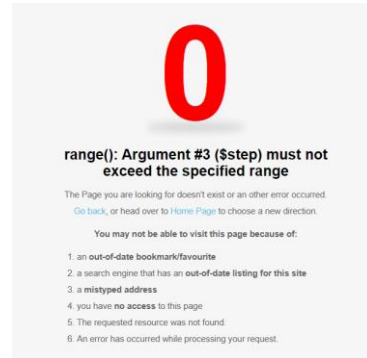 0
range(): Argument #3 ($step) must not
exceed the specified range
The Page you are looking for doesn't exist or an other error occurred.
Go back, or head over to Home Page to choose a new direction.
You may not be able to visit this page because of:
1. an out-of-date bookmark/favourite
2. a search engine that has an out-of-date listing for this site
3. a mistyped address
4. you have no access to this page
5. The requested resource was not found.
6. An error has occurred while processing your request.